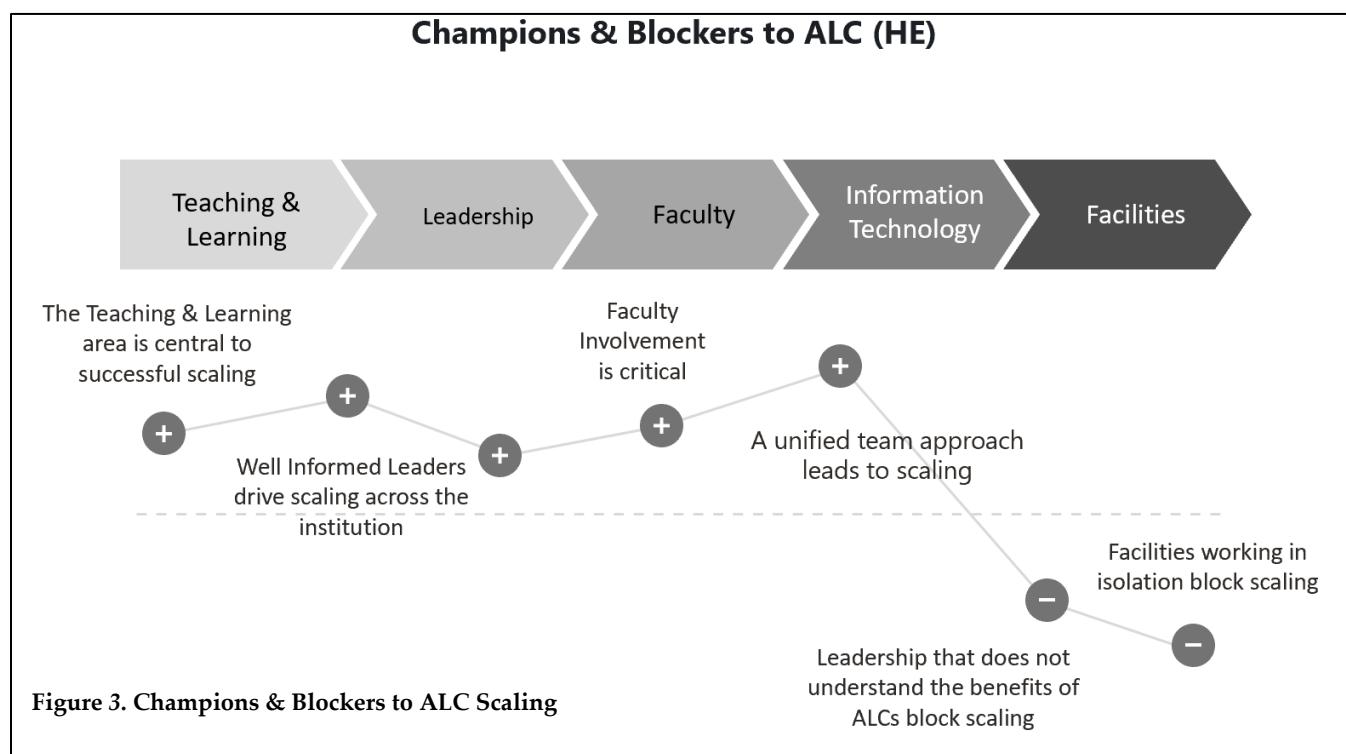 Champions & Blockers to ALC (HE)
Teaching &
Learning
Leadership
Faculty
Information
Technology
Facilities
The Teaching & Learning
area is central to
successful scaling
+
+
Well Informed Leaders
drive scaling across the
institution
+
Faculty
Involvement
is critical
+
+
A unified team approach
leads to scaling
−
Leadership that does not
understand the benefits of
ALCs block scaling
Facilities working in
isolation block scaling
−
Figure 3. Champions & Blockers to ALC Scaling